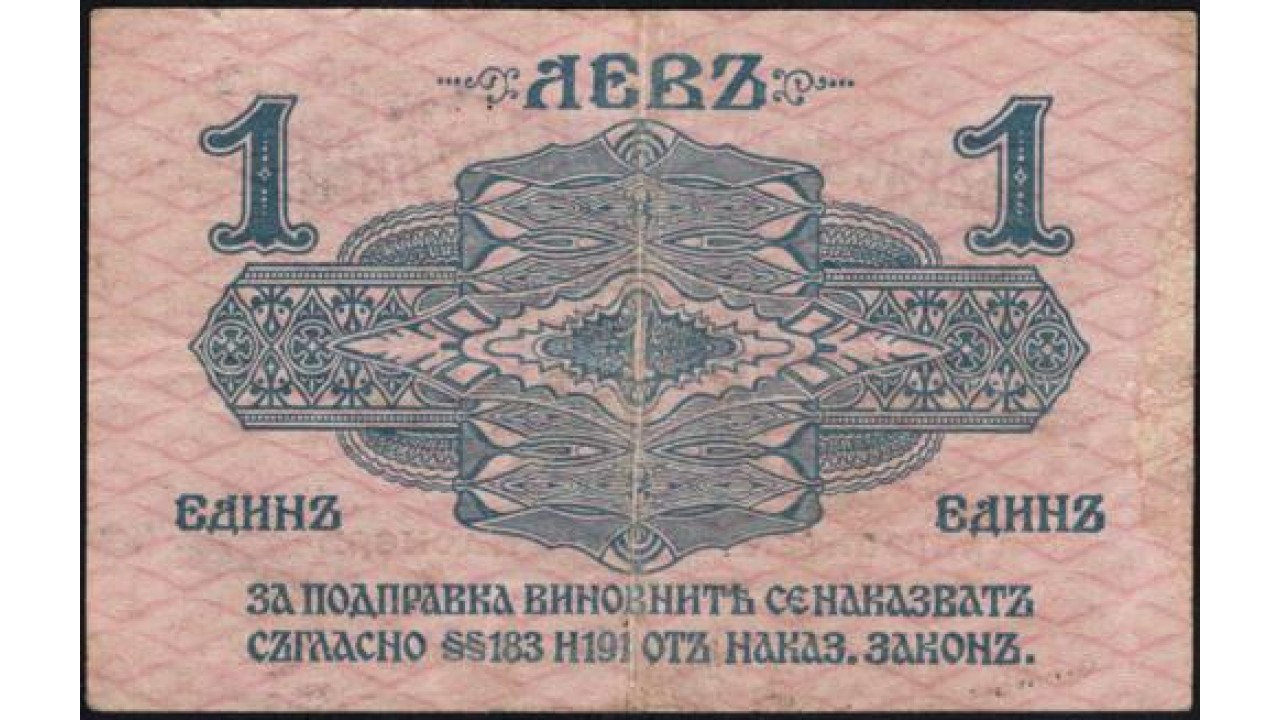 ЛЕВЪ
1 1
ЕДИНЪ ЕДИНЪ
ЗА ПОДПРАВКА ВИНОВНИТѢ СЕ НАКАЗВАТЪ
СЪГЛАСНО §§183 И 191 ОТЪ НАКАЗ. ЗАКОНЪ.